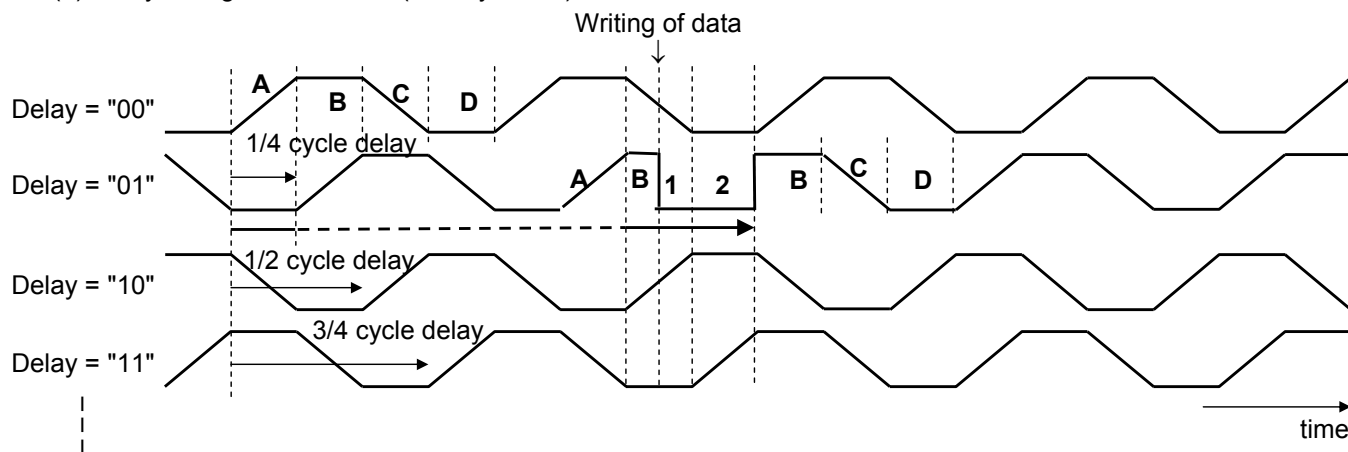 Writing of data
Delay = "00"
A
B
C
D
1/4 cycle delay
Delay = "01"
A
B
1
2
B
C
D
Delay = "10"
1/2 cycle delay
Delay = "11"
3/4 cycle delay
time